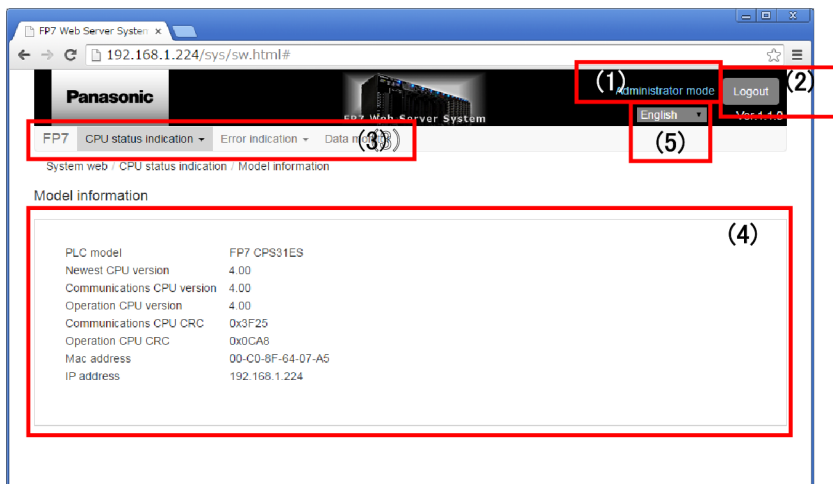 FP7 Web Server System ×
192.168.1.224/sys/sw.html#
Panasonic
FP7 Web Server System
(1) Administrator mode
Logout (2)
English
(5)
FP7 CPU status indication Error indication Data (3)
System web / CPU status indication / Model information
Model information
(4)
PLC model FP7 CPS31ES
Newest CPU version 4.00
Communications CPU version 4.00
Operation CPU version 4.00
Communications CPU CRC 0x3F25
Operation CPU CRC 0x0CA8
Mac address 00-C0-8F-64-07-A5
IP address 192.168.1.224